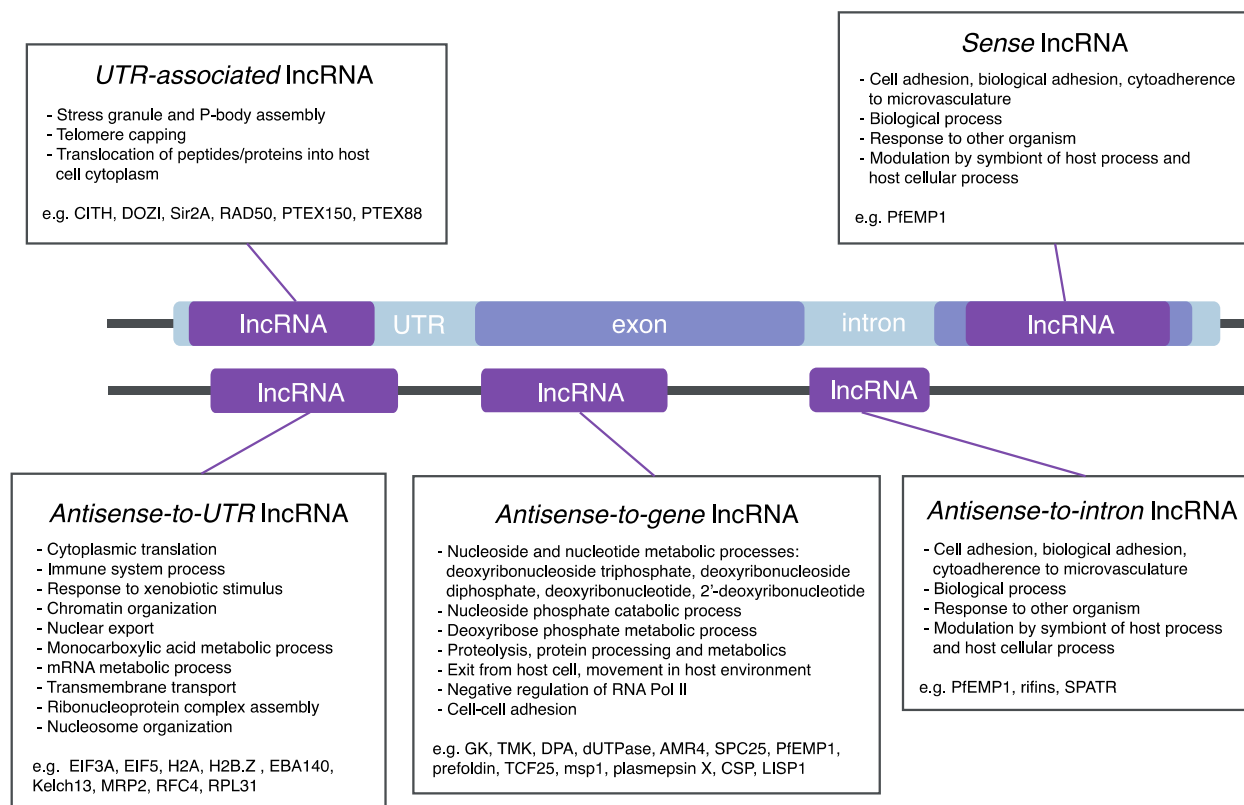 UTR-associated lncRNA
- Stress granule and P-body assembly
- Telomere capping
- Translocation of peptides/proteins into host
cell cytoplasm
e.g. CITH, DOZI, Sir2A, RAD50, PTEX150, PTEX88
Sense lncRNA
- Cell adhesion, biological adhesion, cytoadherence
to microvasculature
- Biological process
- Response to other organism
- Modulation by symbiont of host process and
host cellular process
e.g. PfEMP1
lncRNA UTR exon intron lncRNA
lncRNA lncRNA lncRNA
Antisense-to-UTR lncRNA
- Cytoplasmic translation
- Immune system process
- Response to xenobiotic stimulus
- Chromatin organization
- Nuclear export
- Monocarboxylic acid metabolic process
- mRNA metabolic process
- Transmembrane transport
- Ribonucleoprotein complex assembly
- Nucleosome organization
e.g. EIF3A, EIF5, H2A, H2B.Z , EBA140,
Kelch13, MRP2, RFC4, RPL31
Antisense-to-gene lncRNA
- Nucleoside and nucleotide metabolic processes:
deoxyribonucleoside triphosphate, deoxyribonucleoside
diphosphate, deoxyribonucleotide, 2'-deoxyribonucleotide
- Nucleoside phosphate catabolic process
- Deoxyribose phosphate metabolic process
- Proteolysis, protein processing and metabolics
- Exit from host cell, movement in host environment
- Negative regulation of RNA Pol II
- Cell-cell adhesion
e.g. GK, TMK, DPA, dUTPase, AMR4, SPC25, PfEMP1,
prefoldin, TCF25, msp1, plasmepsin X, CSP, LISP1
Antisense-to-intron lncRNA
- Cell adhesion, biological adhesion,
cytoadherence to microvasculature
- Biological process
- Response to other organism
- Modulation by symbiont of host process
and host cellular process
e.g. PfEMP1, rifins, SPATR